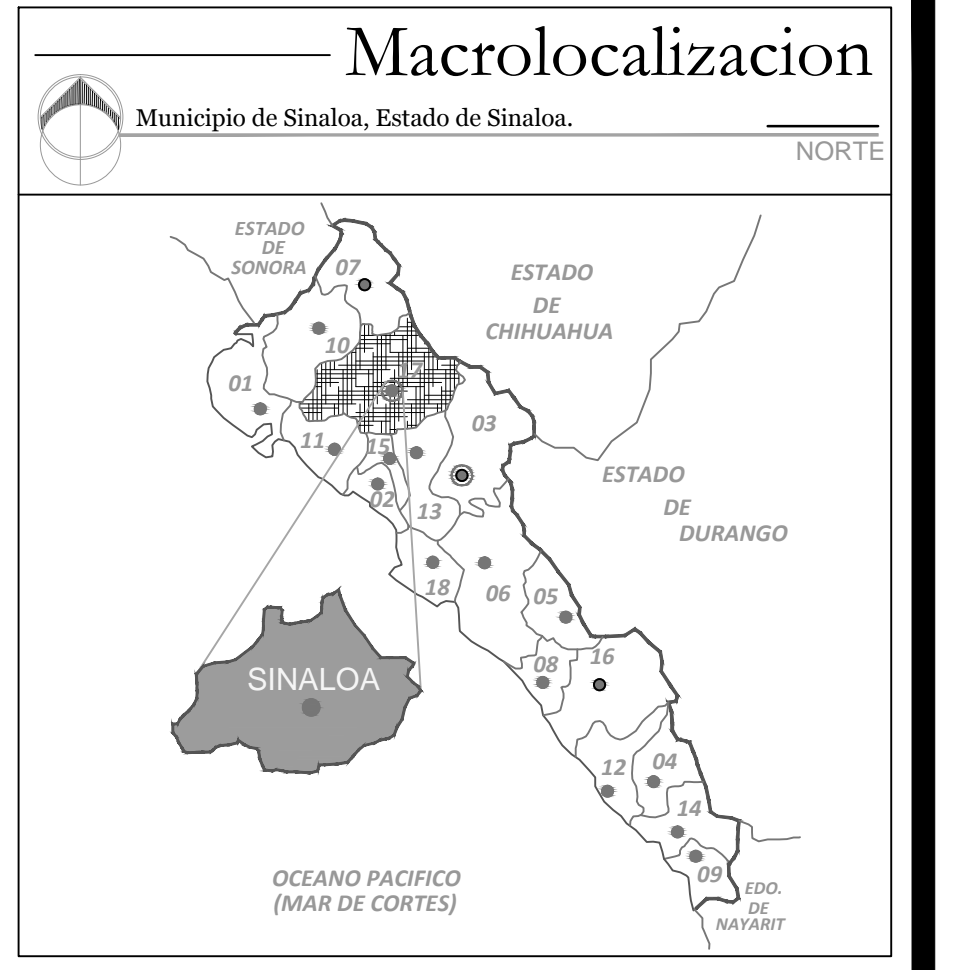 Macrolocalizacion
Municipio de Sinaloa, Estado de Sinaloa.
NORTE
ESTADO
DE
SONORA
07
ESTADO
DE
CHIHUAHUA
10
01
17
03
11
15
02
13
ESTADO
DE
DURANGO
18
06
05
08
16
SINALOA
12
04
14
09
OCEANO PACIFICO
(MAR DE CORTES)
EDO.
DE
NAYARIT